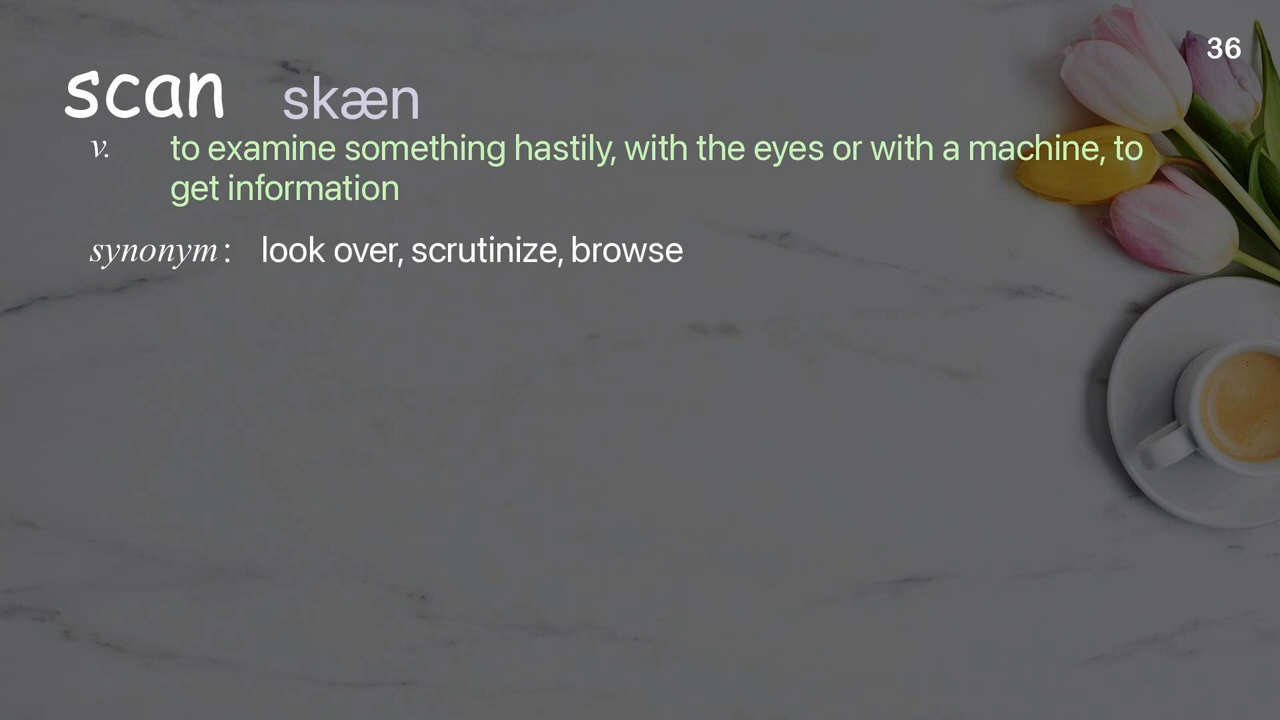 36
scan skæn
v. to examine something hastily, with the eyes or with a machine, to
get information
synonym: look over, scrutinize, browse